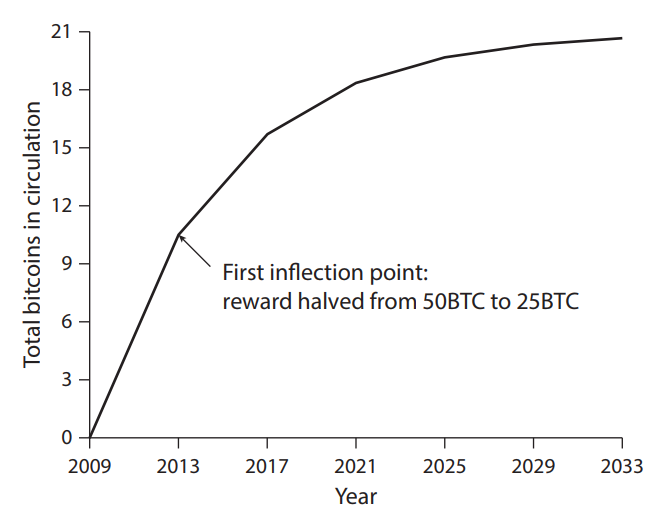 21
18
15
12
9
6
3
0
Total bitcoins in circulation
First inflection point:
reward halved from 50BTC to 25BTC
2009 2013 2017 2021 2025 2029 2033
Year